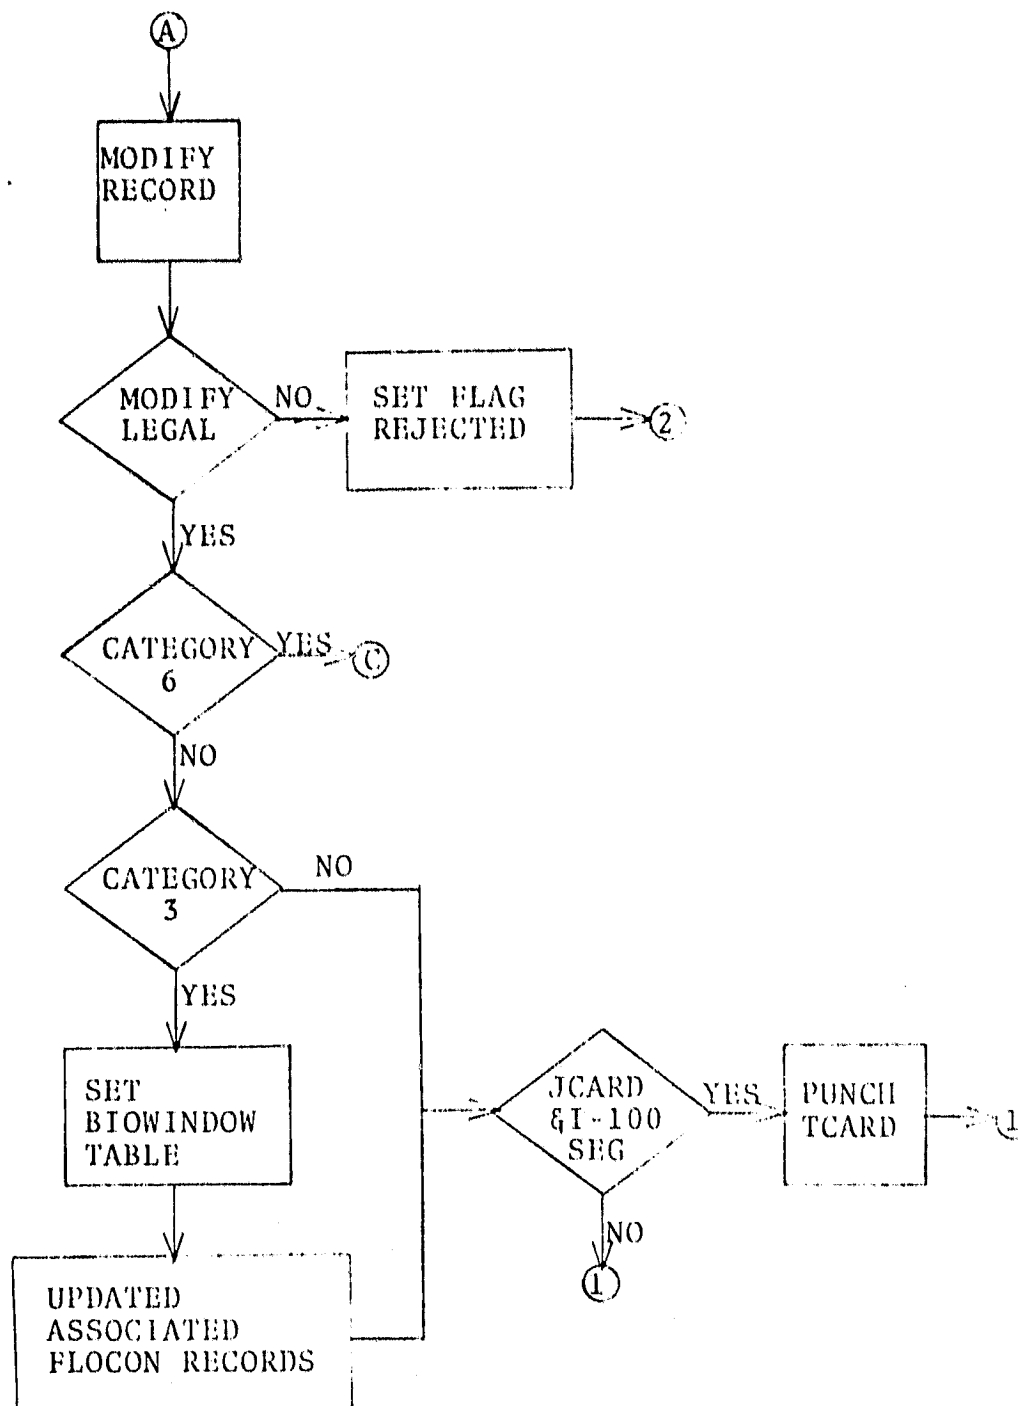 A
MODIFY
RECORD
MODIFY
LEGAL
NO
SET FLAG
REJECTED
2
YES
CATEGORY
6
YES
C
NO
CATEGORY
3
NO
YES
SET
BIOWINDOW
TABLE
JCARD
&I-100
SEG
YES
PUNCH
TCARD
1
NO
1
UPDATED
ASSOCIATED
FLOCON RECORDS